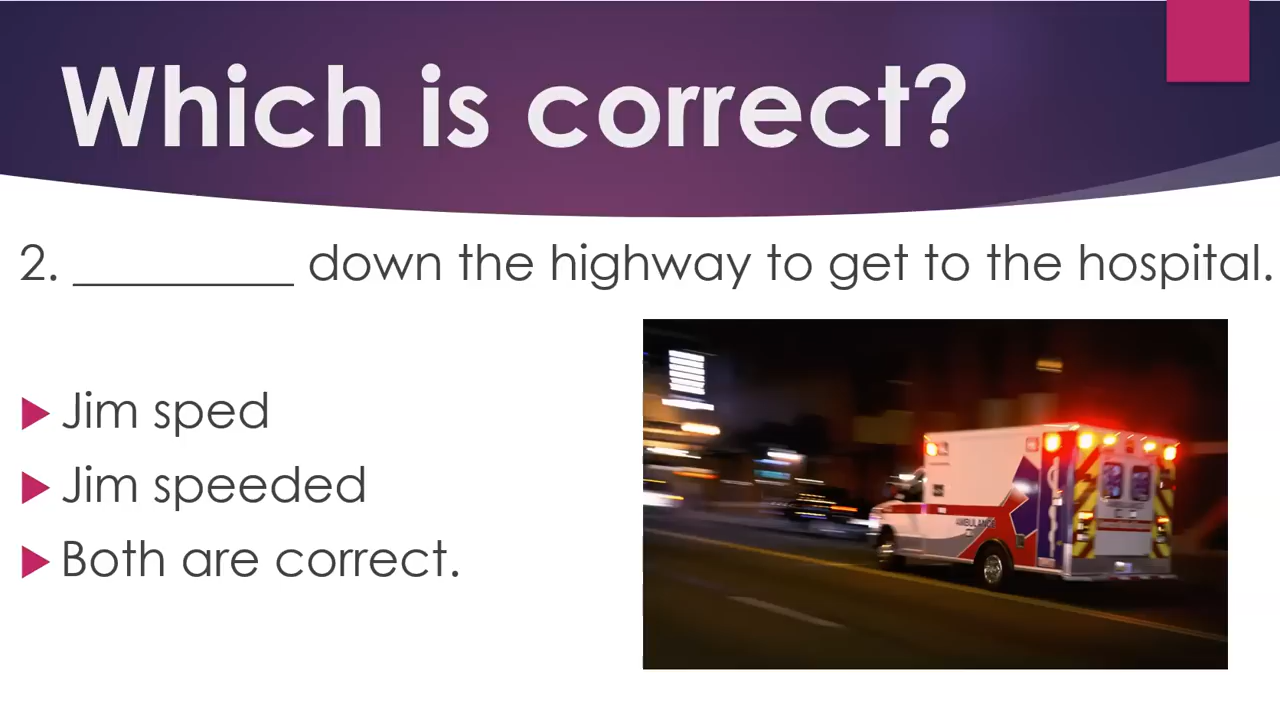 Which is correct?
2. _________ down the highway to get to the hospital.
Jim sped
Jim speeded
Both are correct.
AMBULANCE